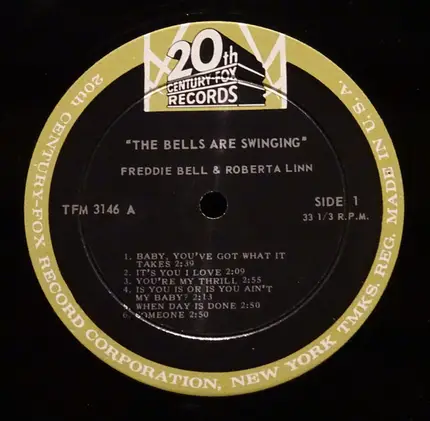 20th
CENTURY-FOX
RECORDS
"THE BELLS ARE SWINGING"
FREDDIE BELL & ROBERTA LINN
TFM 3146 A
SIDE 1
33 1/3 R.P.M.
1. BABY, YOU'VE GOT WHAT IT
TAKES 2:39
2. IT'S YOU I LOVE 2:09
3. YOU'RE MY THRILL 2:55
4. IS YOU IS OR IS YOU AIN'T
MY BABY? 2:13
5. WHEN DAY IS DONE 2:50
6. SOMEONE 2:50
20th CENTURY-FOX RECORD CORPORATION, NEW YORK TMKS. REG. MADE IN U.S.A.